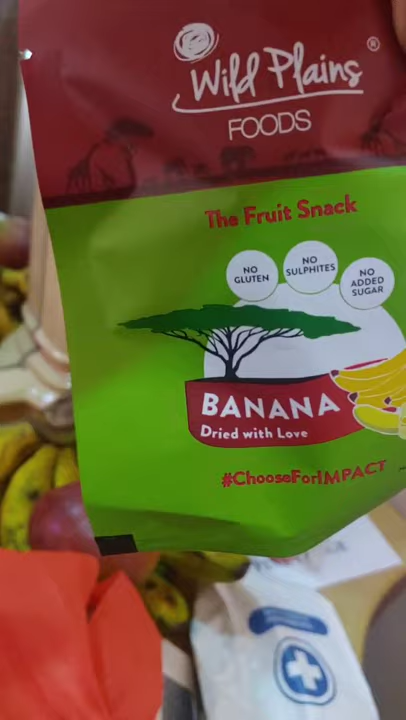 Wild Plains ®
FOODS
The Fruit Snack
NO
GLUTEN
NO
SULPHITES
NO
ADDED
SUGAR
BANANA
Dried with Love
#ChooseForIMPACT